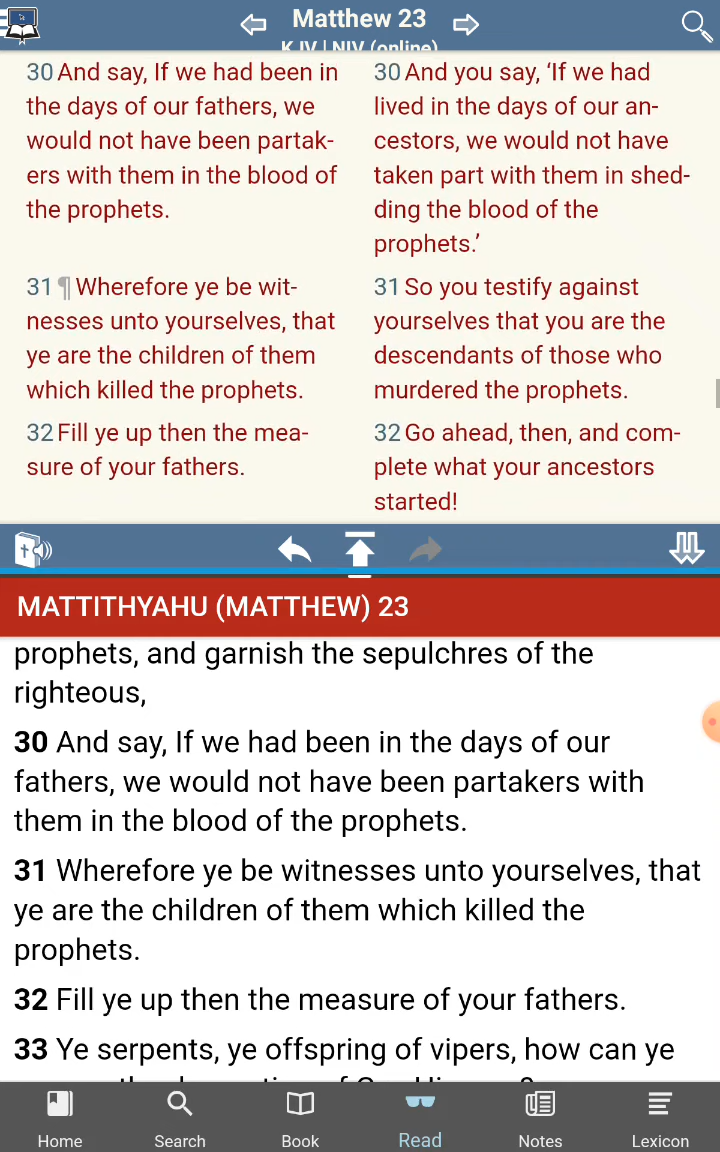 Matthew 23
KJV | NIV (online)
30 And say, If we had been in
the days of our fathers, we
would not have been partak-
ers with them in the blood of
the prophets.
30 And you say, ‘If we had
lived in the days of our an-
cestors, we would not have
taken part with them in shed-
ding the blood of the
prophets.’
31 ¶ Wherefore ye be wit-
nesses unto yourselves, that
ye are the children of them
which killed the prophets.
31 So you testify against
yourselves that you are the
descendants of those who
murdered the prophets.
32 Fill ye up then the mea-
sure of your fathers.
32 Go ahead, then, and com-
plete what your ancestors
started!
MATTITHYAHU (MATTHEW) 23
prophets, and garnish the sepulchres of the
righteous,
30 And say, If we had been in the days of our
fathers, we would not have been partakers with
them in the blood of the prophets.
31 Wherefore ye be witnesses unto yourselves, that
ye are the children of them which killed the
prophets.
32 Fill ye up then the measure of your fathers.
33 Ye serpents, ye offspring of vipers, how can ye
Home
Search
Book
Read
Notes
Lexicon